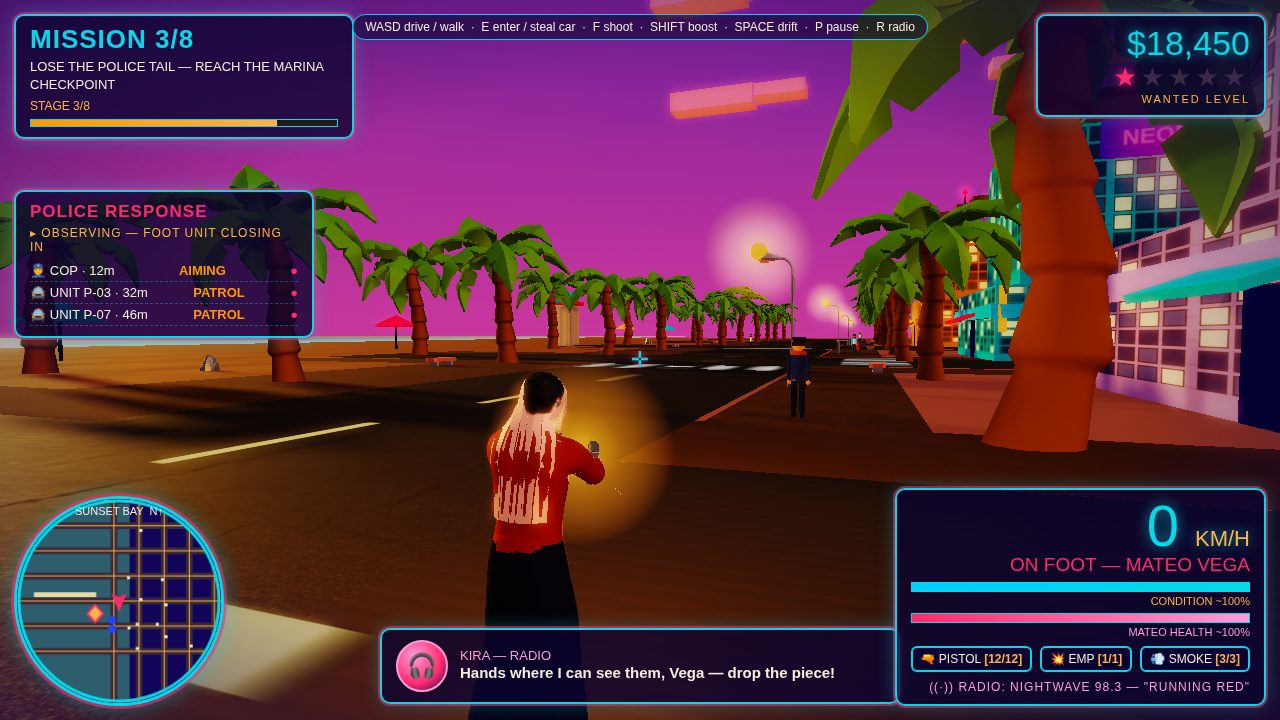 MISSION 3/8
LOSE THE POLICE TAIL — REACH THE MARINA
CHECKPOINT
STAGE 3/8
WASD drive / walk · E enter / steal car · F shoot · SHIFT boost · SPACE drift · P pause · R radio
$18,450
WANTED LEVEL
POLICE RESPONSE
▸ OBSERVING — FOOT UNIT CLOSING
IN
COP · 12m AIMING
UNIT P-03 · 32m PATROL
UNIT P-07 · 46m PATROL
SUNSET BAY N
KIRA — RADIO
Hands where I can see them, Vega — drop the piece!
0 KM/H
ON FOOT — MATEO VEGA
CONDITION ~100%
MATEO HEALTH ~100%
PISTOL [12/12] EMP [1/1] SMOKE [3/3]
((·)) RADIO: NIGHTWAVE 98.3 — "RUNNING RED"